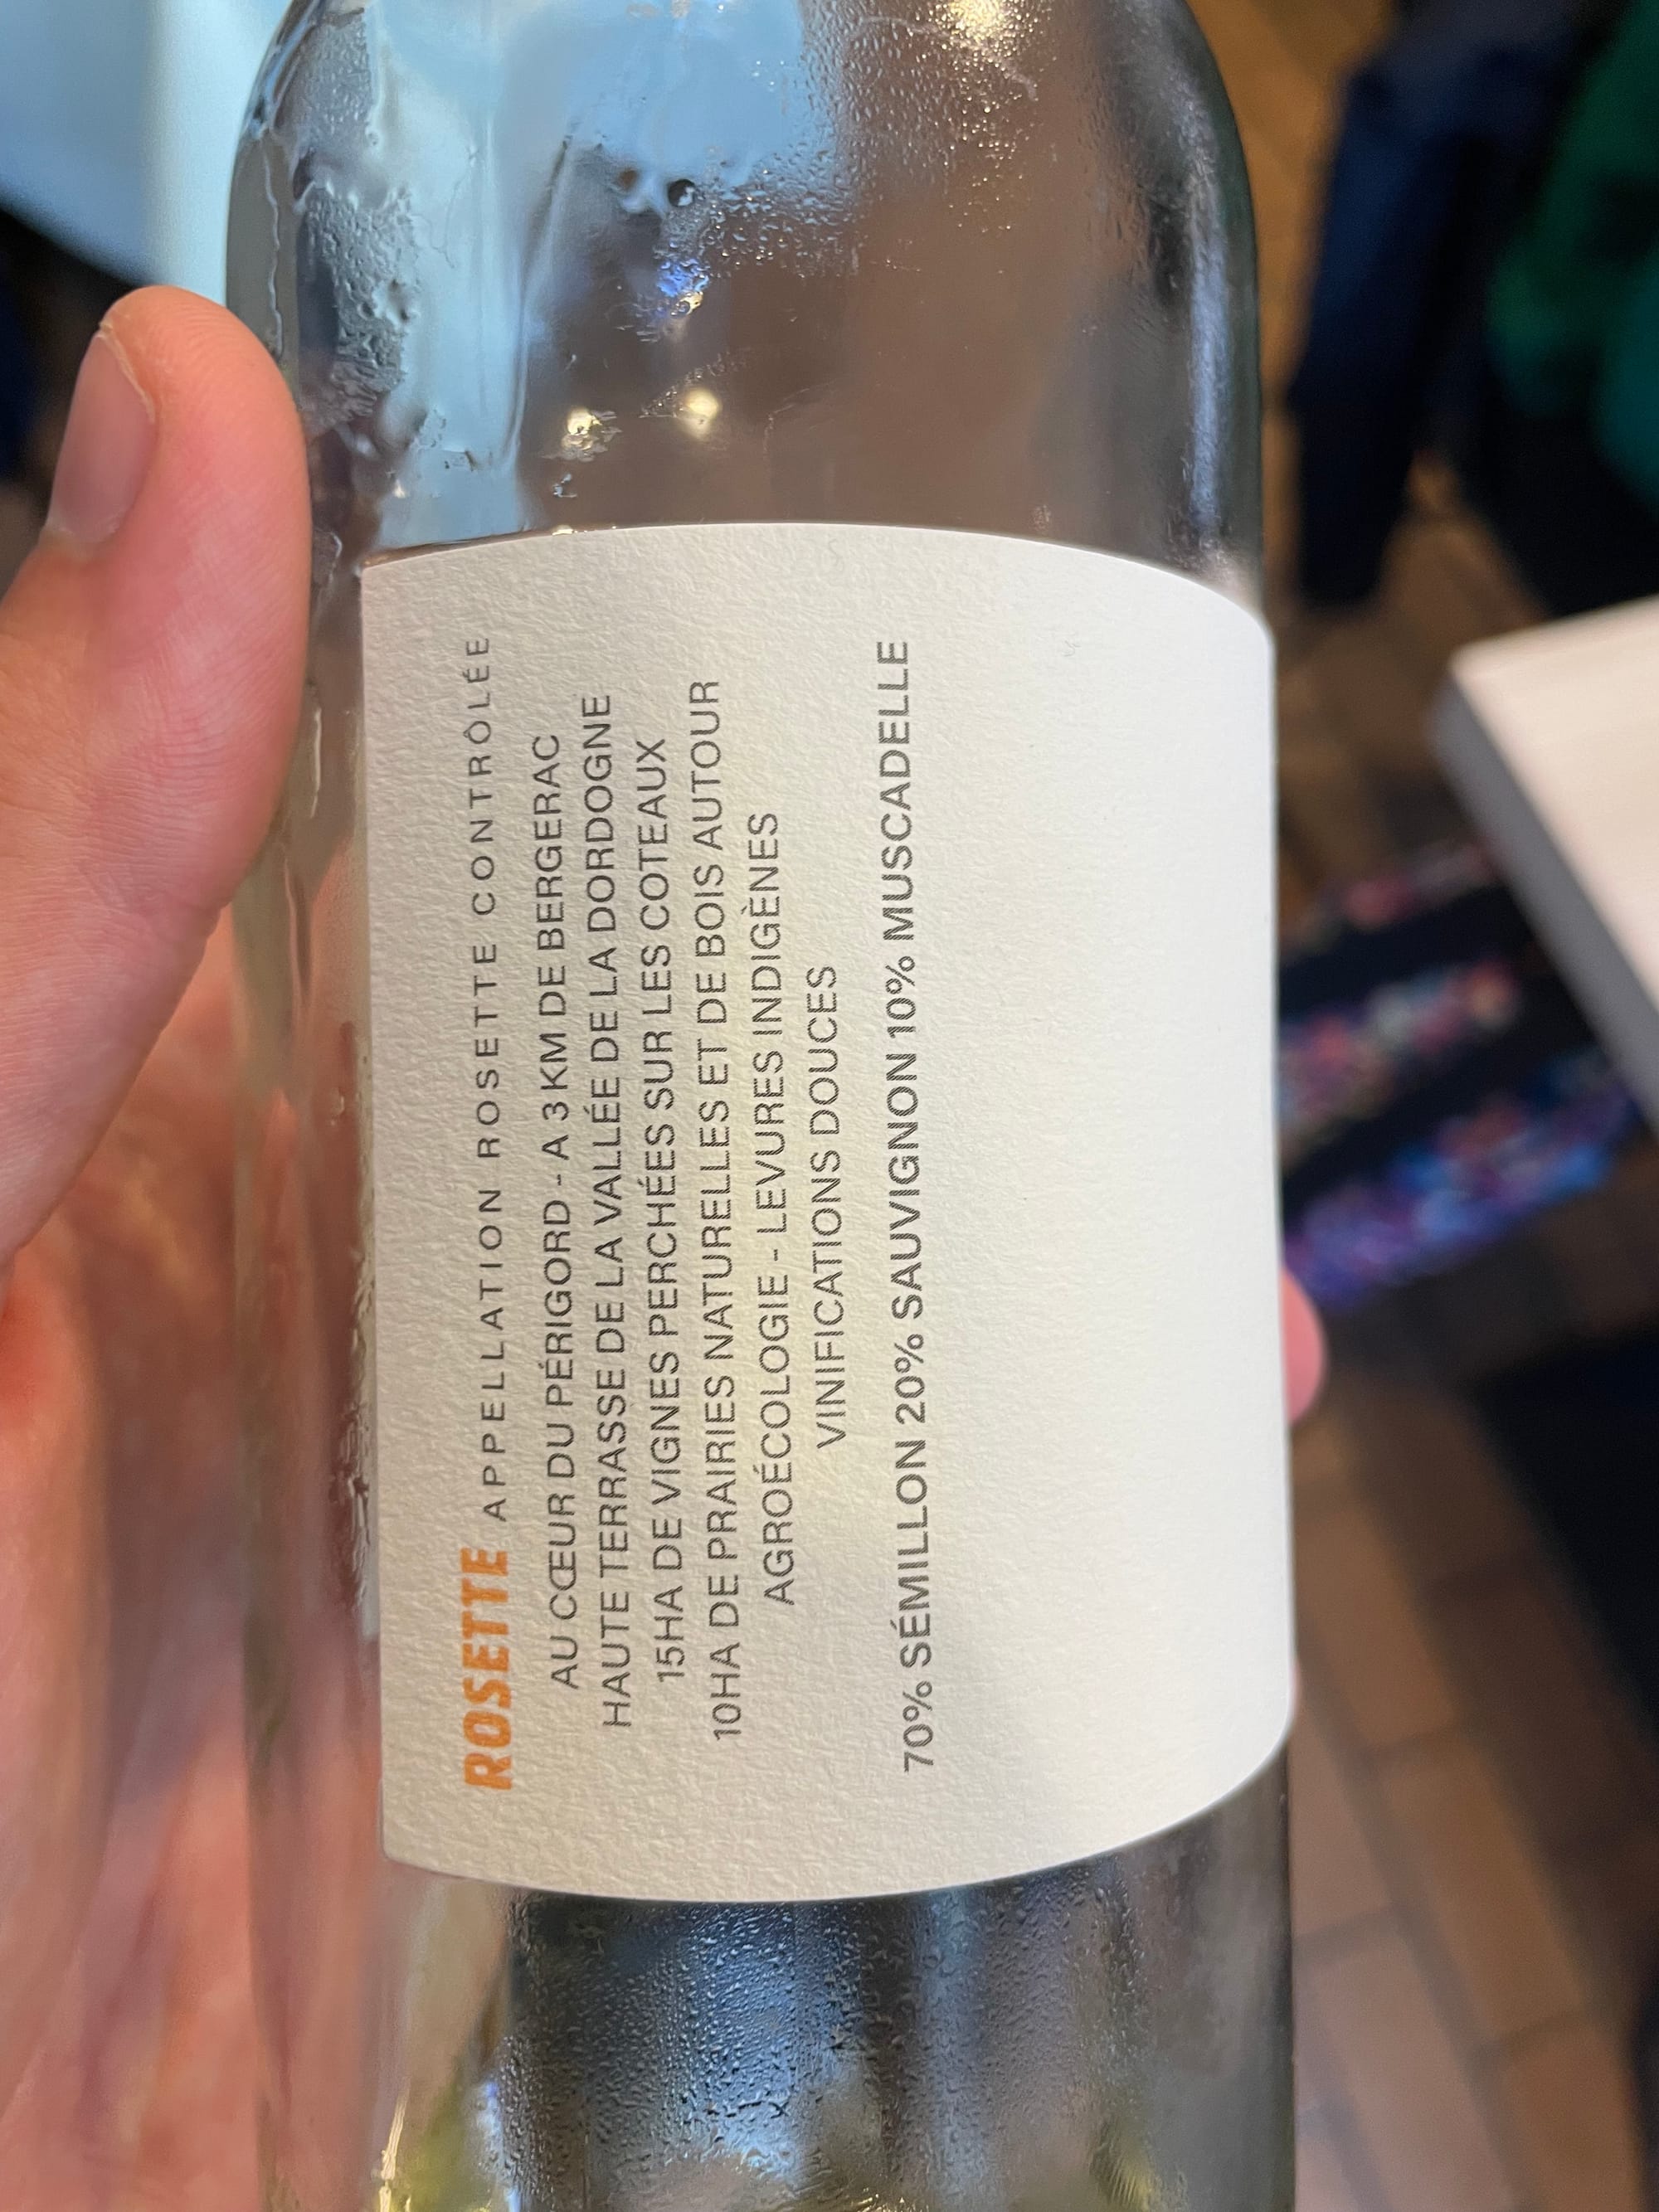 ROSETTE APPELLATION ROSETTE CONTRÔLÉE
AU CŒUR DU PÉRIGORD - A 3 KM DE BERGERAC
HAUTE TERRASSE DE LA VALLÉE DE LA DORDOGNE
15HA DE VIGNES PERCHÉES SUR LES COTEAUX
10HA DE PRAIRIES NATURELLES ET DE BOIS AUTOUR
AGROÉCOLOGIE - LEVURES INDIGÈNES
VINIFICATIONS DOUCES
70% SÉMILLON 20% SAUVIGNON 10% MUSCADELLE